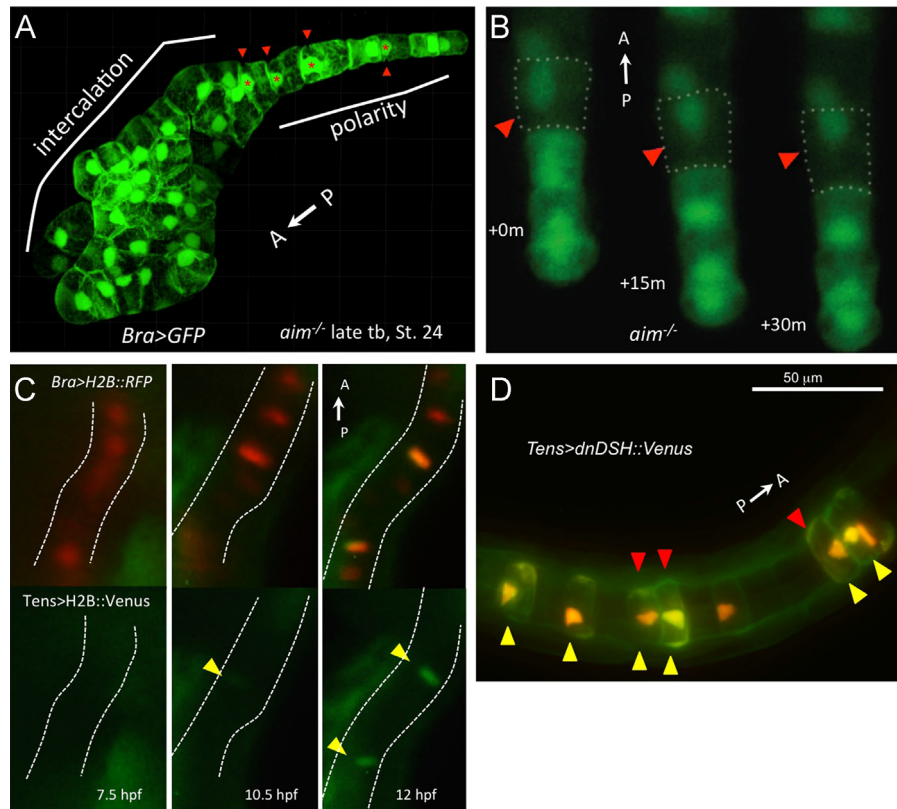 A
intercalation
polarity
A P
Bra>GFP
aim-/- late tb, St. 24
B
A
P
+0m
+15m
+30m
aim-/-
C
Bra>H2B::RFP
A
P
Tens>H2B::Venus
7.5 hpf
10.5 hpf
12 hpf
D
50 µm
Tens>dnDSH::Venus
P A